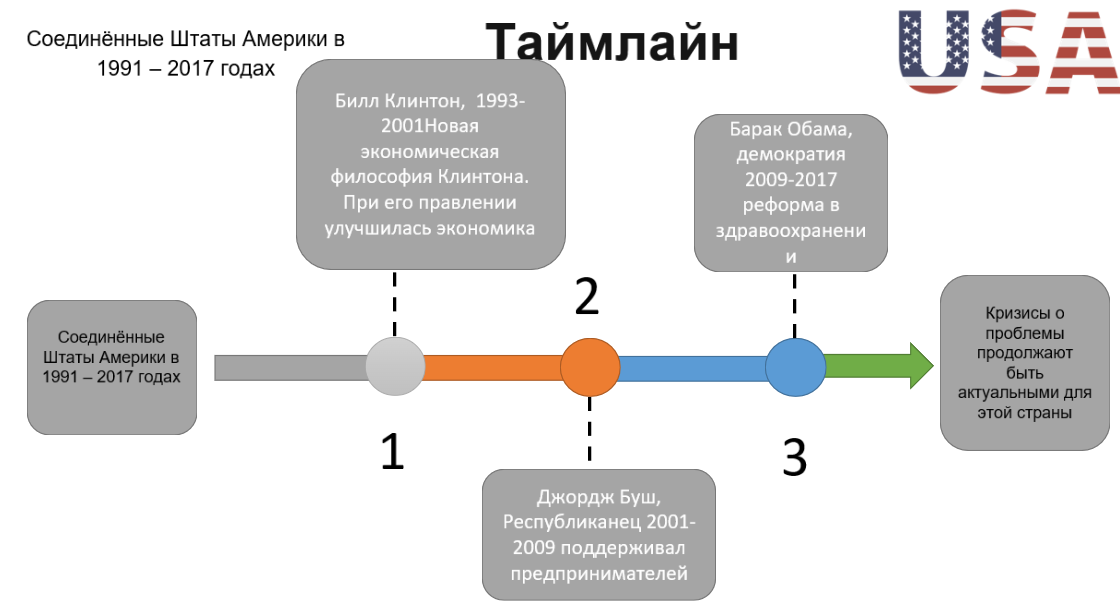 Соединённые Штаты Америки в
1991 – 2017 годах
Таймлайн
USA
Билл Клинтон,  1993-
2001Новая
экономическая
философия Клинтона.
При его правлении
улучшилась экономика
Барак Обама,
демократия
2009-2017
реформа в
здравоохранени
и
2
Соединённые
Штаты Америки в
1991 – 2017 годах
Кризисы о
проблемы
продолжают
быть
актуальными для
этой страны
1
3
Джордж Буш,
Республиканец 2001-
2009 поддерживал
предпринимателей